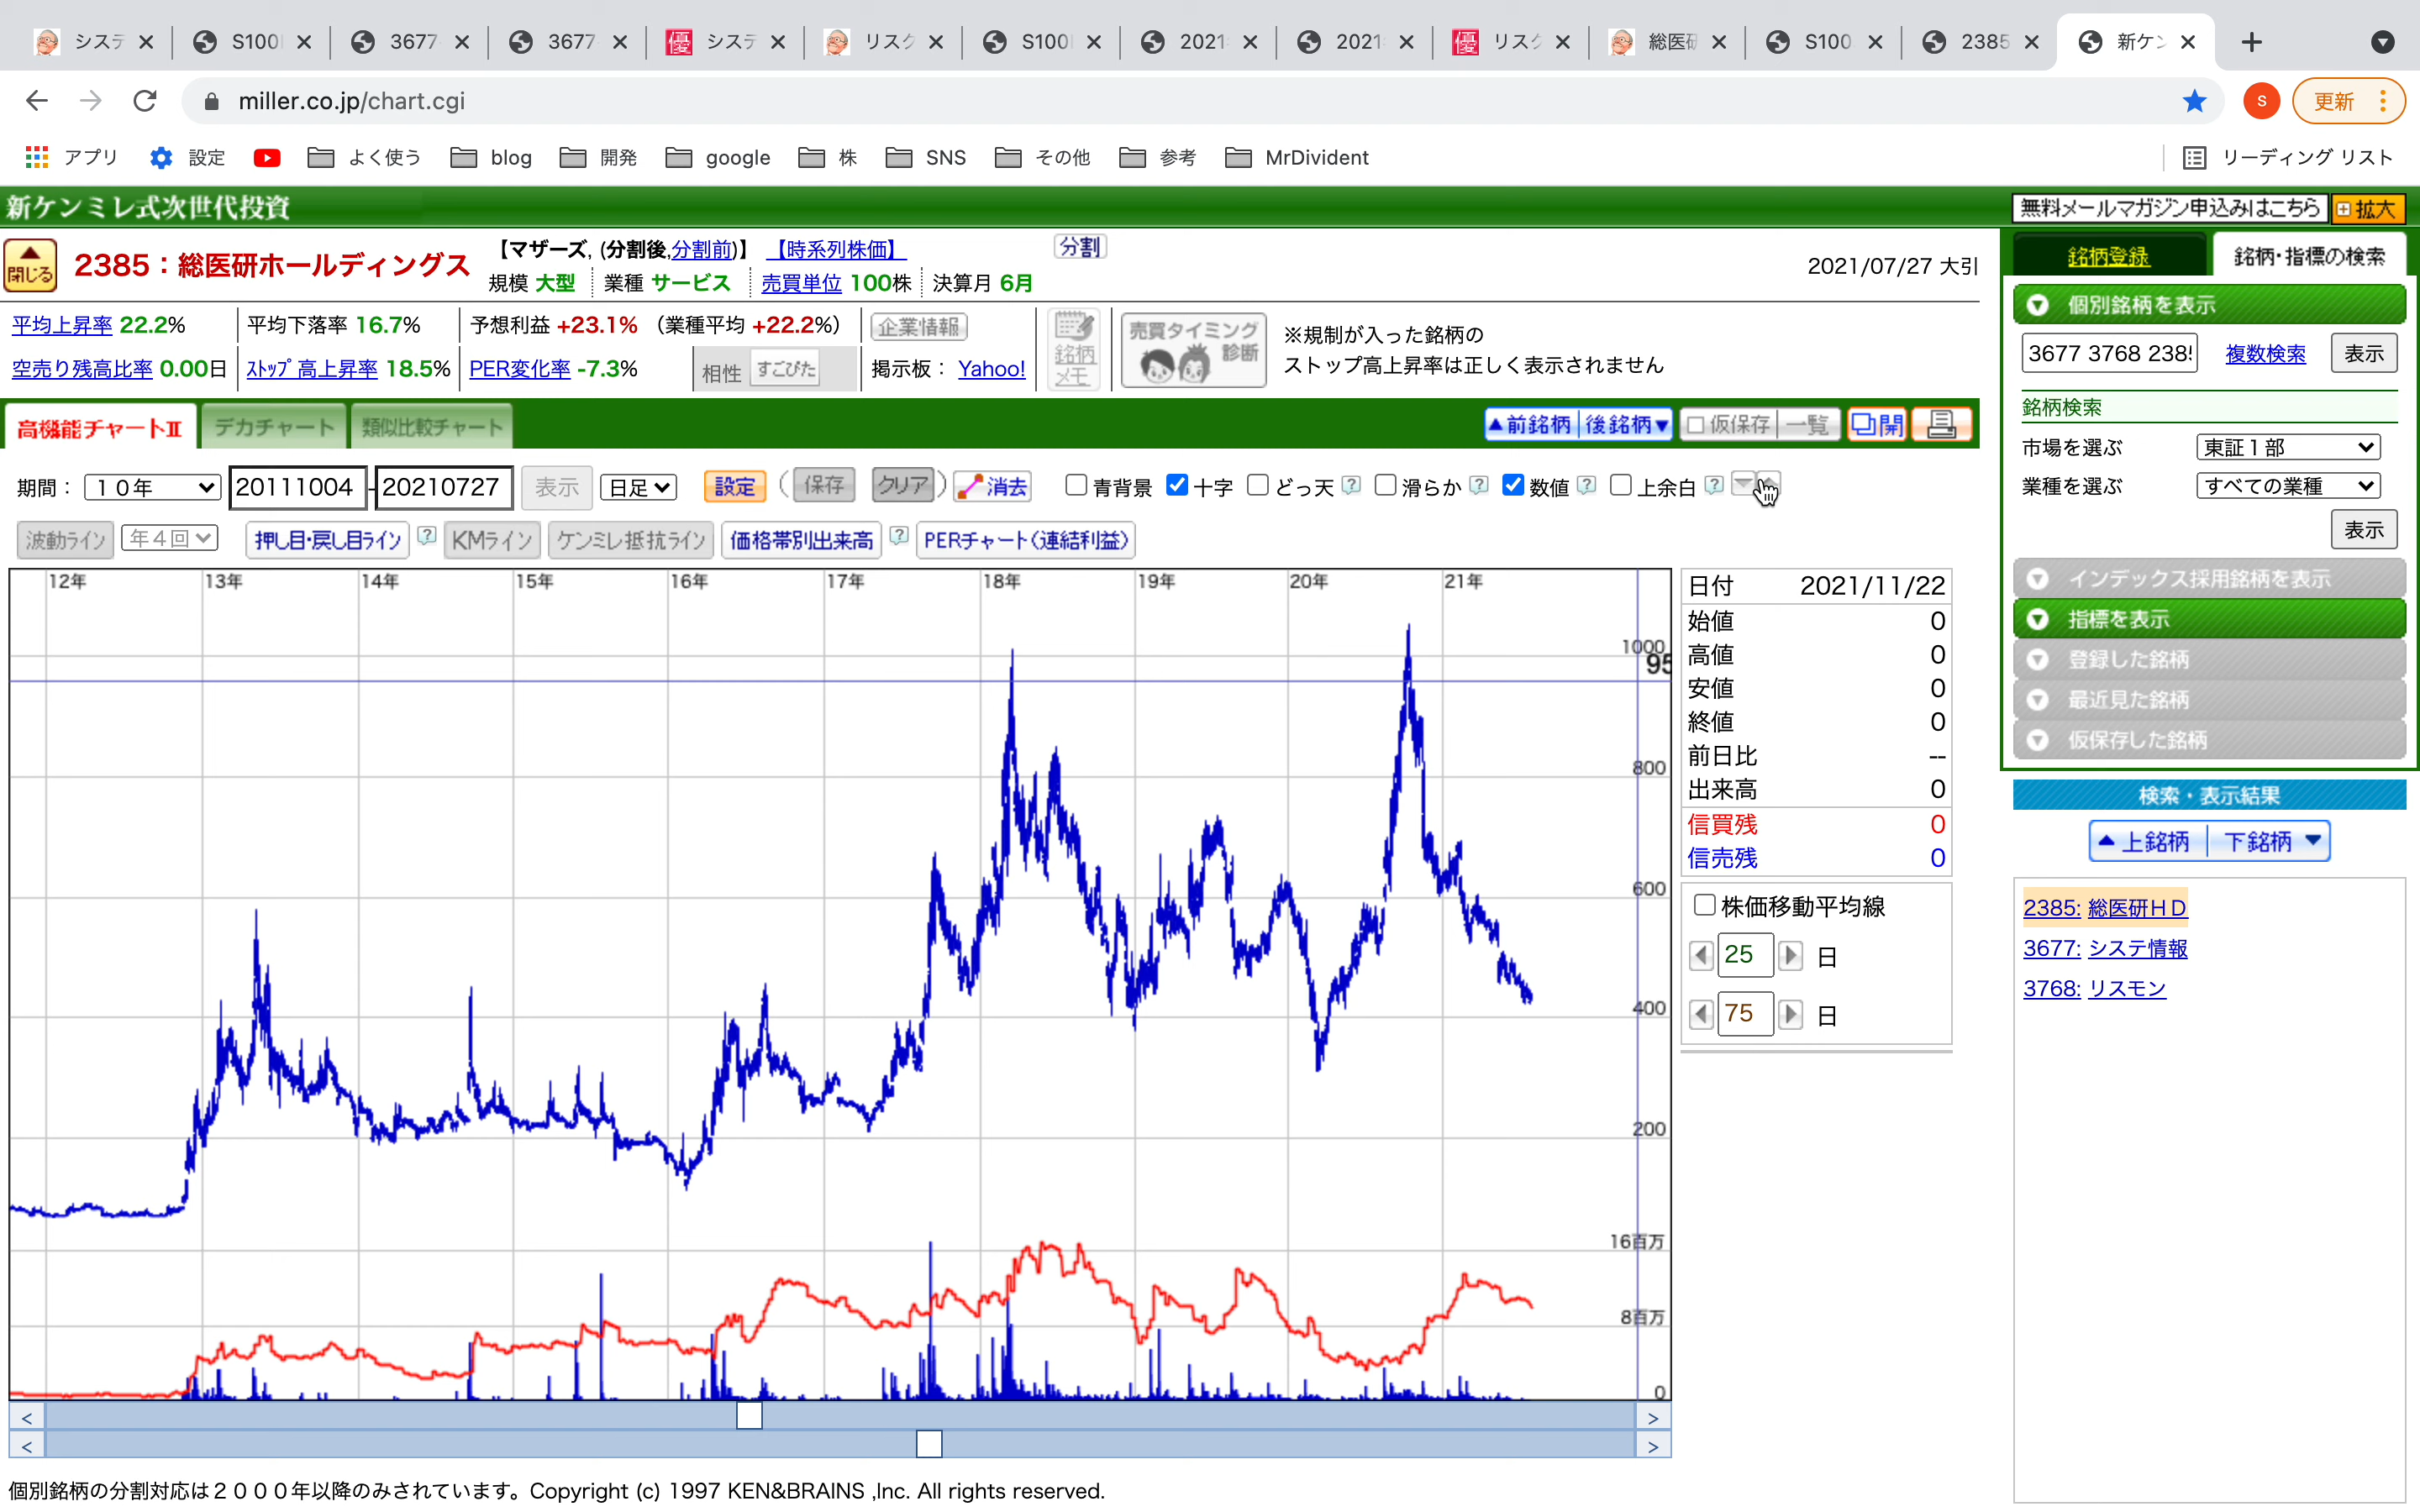 システ
S100
3677
3677
システ
リスク
S100
2021
2021
リスク
総医研
S100
2385
新ケン
miller.co.jp/chart.cgi
S
更新
アプリ
設定
よく使う
blog
開発
google
株
SNS
その他
参考
MrDivident
リーディング リスト
新ケンミレ式次世代投資
無料メールマガジン申込みはこちら
拡大
閉じる
2385：総医研ホールディングス
【マザーズ, (分割後,分割前)】 【時系列株価】
分割
規模 大型 業種 サービス 売買単位 100株 決算月 6月
2021/07/27 大引
平均上昇率 22.2% 平均下落率 16.7% 予想利益 +23.1% （業種平均 +22.2%） 企業情報
空売り残高比率 0.00日 ｽﾄｯﾌﾟ高上昇率 18.5% PER変化率 -7.3% 相性 すごぴた 掲示板： Yahoo!
銘柄
メモ
売買タイミング
診断
※規制が入った銘柄の
ストップ高上昇率は正しく表示されません
高機能チャートⅡ
デカチャート
類似比較チャート
▲前銘柄 後銘柄▼
仮保存 一覧
開
期間： １０年 20111004 - 20210727 表示 日足 設定 ( 保存 クリア ) 消去 青背景 十字 どっ天 ? 滑らか ? 数値 ? 上余白 ?
波動ライン 年４回 押し目・戻し目ライン ? KMライン ケンミレ抵抗ライン 価格帯別出来高 ? PERチャート（連結利益）
12年 13年 14年 15年 16年 17年 18年 19年 20年 21年
1000
95
800
600
400
200
16百万
8百万
0
< >
< >
日付 2021/11/22
始値 0
高値 0
安値 0
終値 0
前日比 --
出来高 0
信買残 0
信売残 0
株価移動平均線
25 日
75 日
銘柄登録
銘柄・指標の検索
個別銘柄を表示
3677 3768 238
複数検索
表示
銘柄検索
市場を選ぶ 東証１部
業種を選ぶ すべての業種
表示
インデックス採用銘柄を表示
指標を表示
登録した銘柄
最近見た銘柄
仮保存した銘柄
検索・表示結果
▲ 上銘柄 下銘柄 ▼
2385: 総医研ＨＤ
3677: システ情報
3768: リスモン
個別銘柄の分割対応は２０００年以降のみされています。Copyright (c) 1997 KEN&BRAINS ,Inc. All rights reserved.